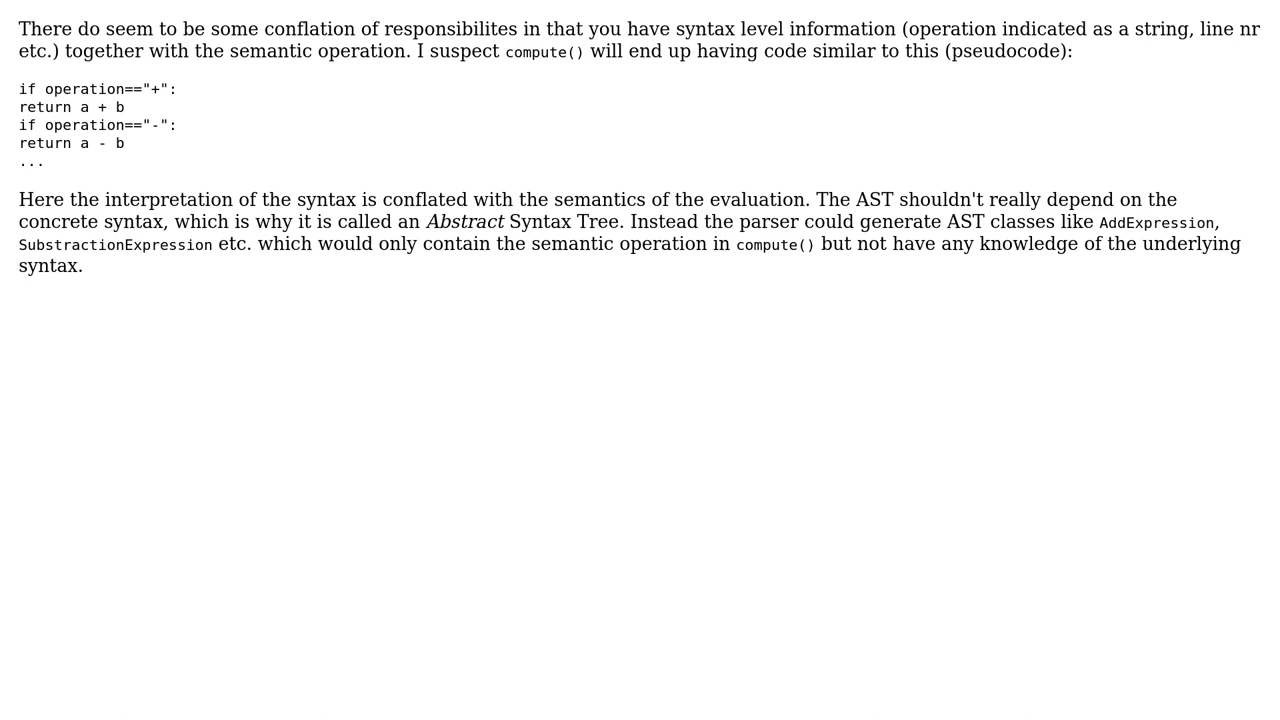 There do seem to be some conflation of responsibilites in that you have syntax level information (operation indicated as a string, line nr
etc.) together with the semantic operation. I suspect compute() will end up having code similar to this (pseudocode):
if operation=="+":
return a + b
if operation=="-":
return a - b
...
Here the interpretation of the syntax is conflated with the semantics of the evaluation. The AST shouldn't really depend on the
concrete syntax, which is why it is called an Abstract Syntax Tree. Instead the parser could generate AST classes like AddExpression,
SubstractionExpression etc. which would only contain the semantic operation in compute() but not have any knowledge of the underlying
syntax.